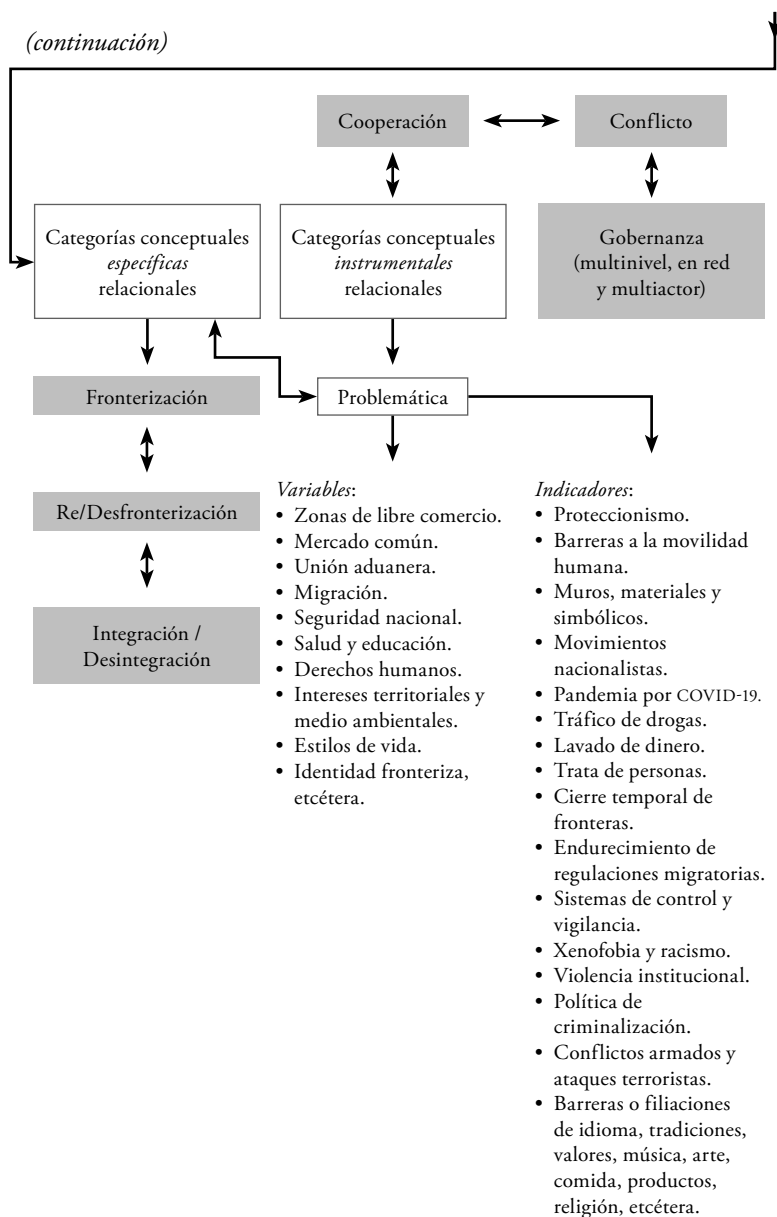 (continuación)
Cooperación
Conflicto
Categorías conceptuales
específicas
relacionales
Categorías conceptuales
instrumentales
relacionales
Gobernanza
(multinivel, en red
y multiactor)
Fronterización
Problemática
Re/Desfronterización
Integración /
Desintegración
Variables:
• Zonas de libre comercio.
• Mercado común.
• Unión aduanera.
• Migración.
• Seguridad nacional.
• Salud y educación.
• Derechos humanos.
• Intereses territoriales y
medio ambientales.
• Estilos de vida.
• Identidad fronteriza,
etcétera.
Indicadores:
• Proteccionismo.
• Barreras a la movilidad
humana.
• Muros, materiales y
simbólicos.
• Movimientos
nacionalistas.
• Pandemia por COVID-19.
• Tráfico de drogas.
• Lavado de dinero.
• Trata de personas.
• Cierre temporal de
fronteras.
• Endurecimiento de
regulaciones migratorias.
• Sistemas de control y
vigilancia.
• Xenofobia y racismo.
• Violencia institucional.
• Política de
criminalización.
• Conflictos armados y
ataques terroristas.
• Barreras o filiaciones
de idioma, tradiciones,
valores, música, arte,
comida, productos,
religión, etcétera.